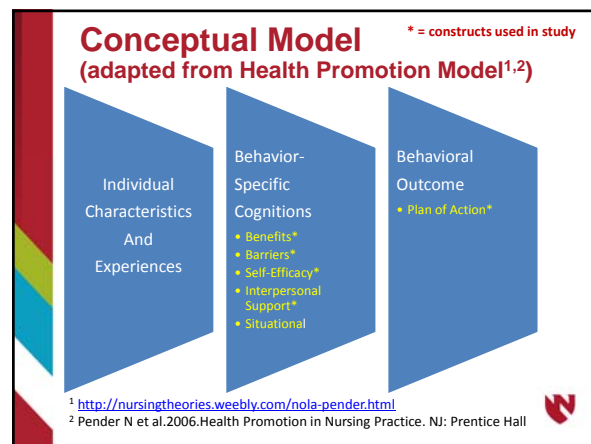 Conceptual Model
* = constructs used in study
(adapted from Health Promotion Model1,2)
Individual
Characteristics
And
Experiences
Behavior-
Specific
Cognitions
• Benefits*
• Barriers*
• Self-Efficacy*
• Interpersonal
Support*
• Situational
Behavioral
Outcome
• Plan of Action*
1 http://nursingtheories.weebly.com/nola-pender.html
2 Pender N et al.2006.Health Promotion in Nursing Practice. NJ: Prentice Hall
N